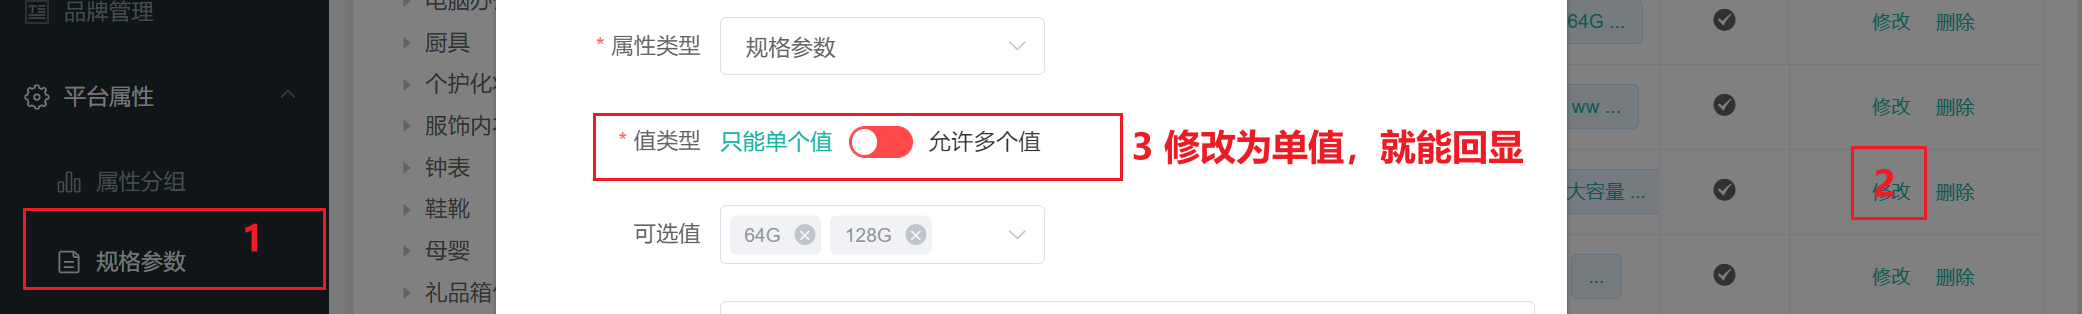 品牌管理
平台属性
属性分组
规格参数
1
厨具
个护化
服饰内
钟表
鞋靴
母婴
礼品箱
* 属性类型
规格参数
* 值类型
只能单个值
允许多个值
3 修改为单值，就能回显
可选值
64G
128G
64G ...
修改
删除
ww ...
修改
删除
大容量 ...
修改
2
删除
...
修改
删除